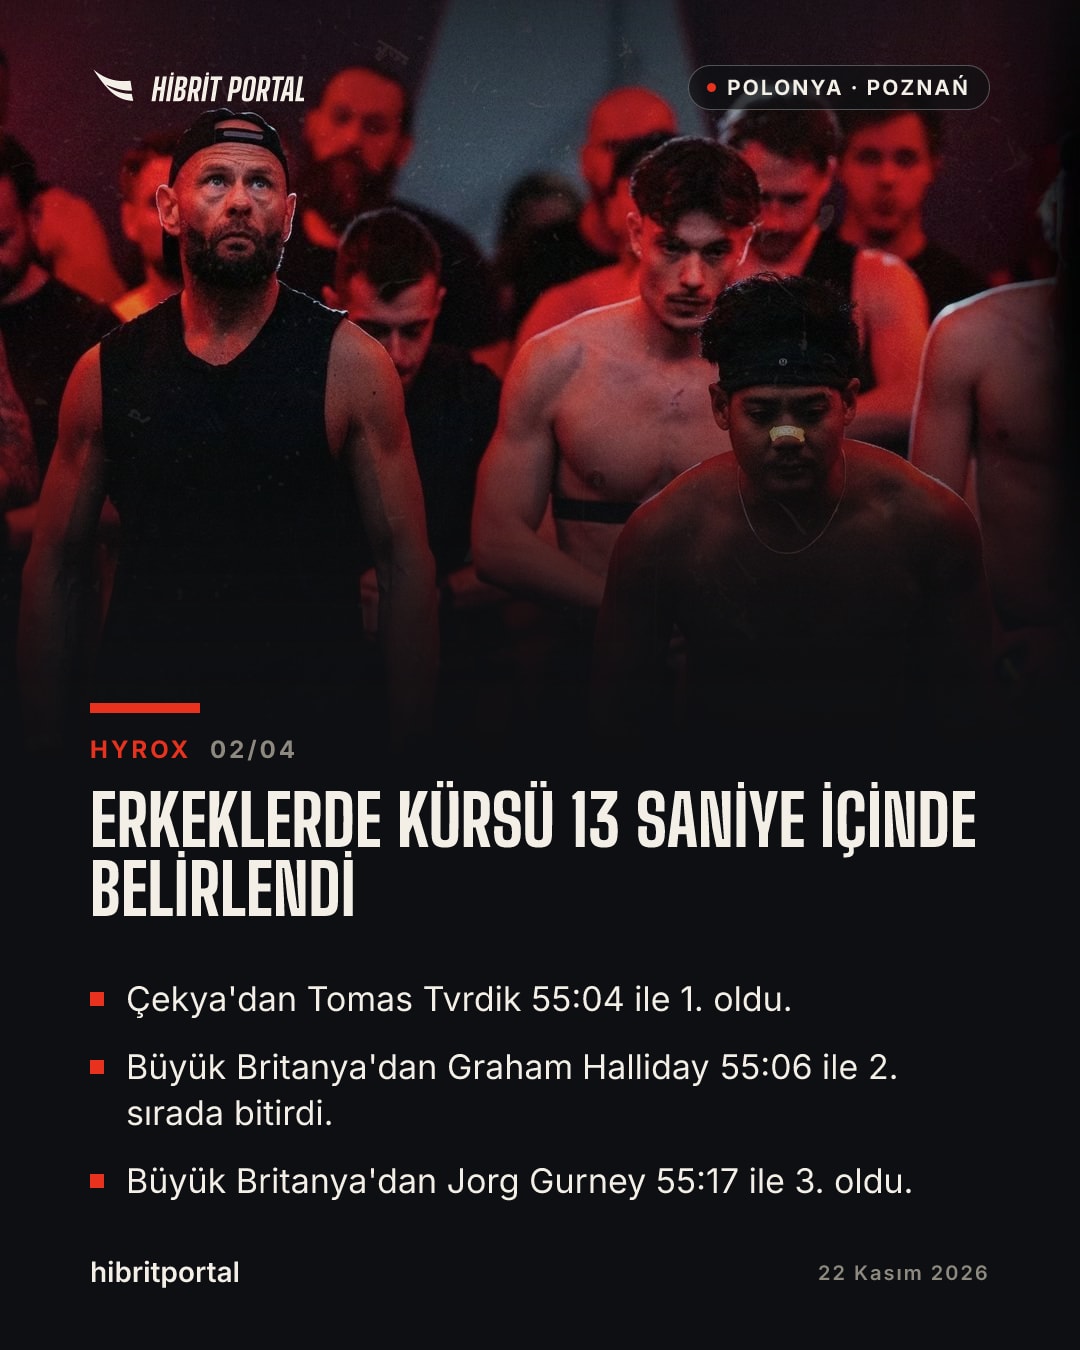 HİBRİT PORTAL
POLONYA · POZNAŃ
HYROX 02/04
ERKEKLERDE KÜRSÜ 13 SANİYE İÇİNDE
BELİRLENDİ
Çekya'dan Tomas Tvrdik 55:04 ile 1. oldu.
Büyük Britanya'dan Graham Halliday 55:06 ile 2.
sırada bitirdi.
Büyük Britanya'dan Jorg Gurney 55:17 ile 3. oldu.
hibritportal
22 Kasım 2026